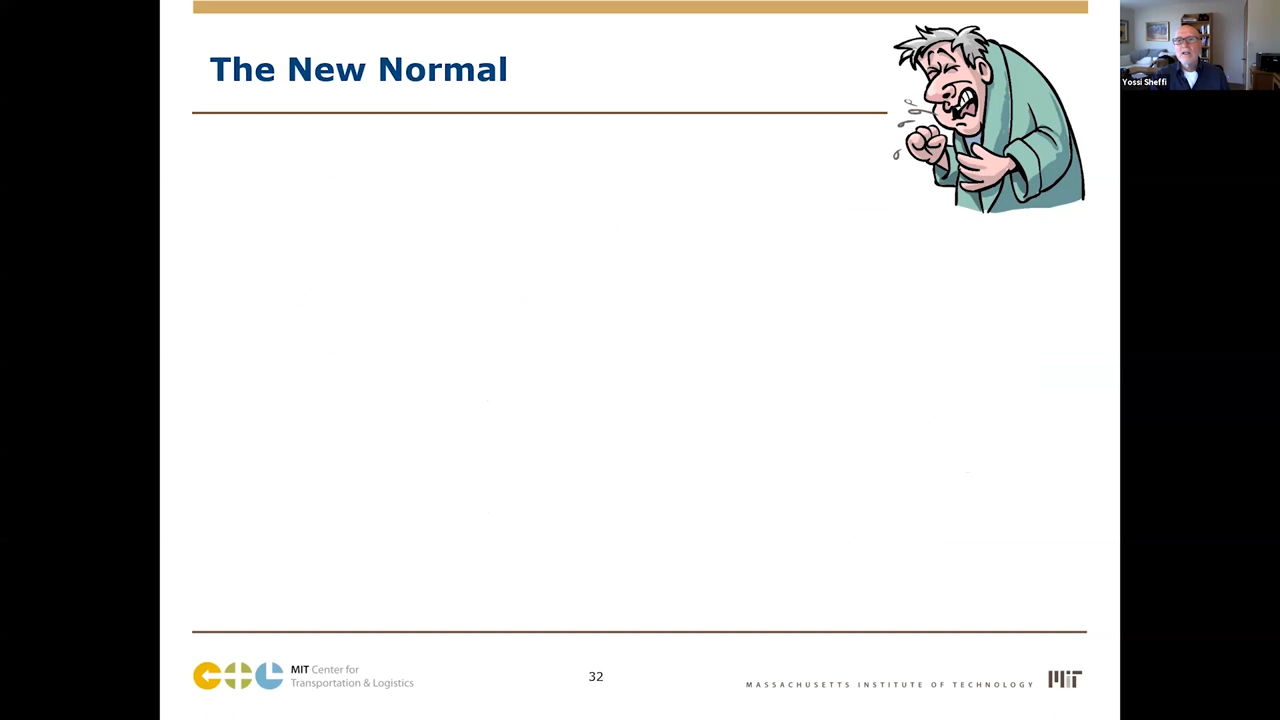 The New Normal
Yossi Sheffi
MIT Center for
Transportation & Logistics
32
MASSACHUSETTS INSTITUTE OF TECHNOLOGY
MIT